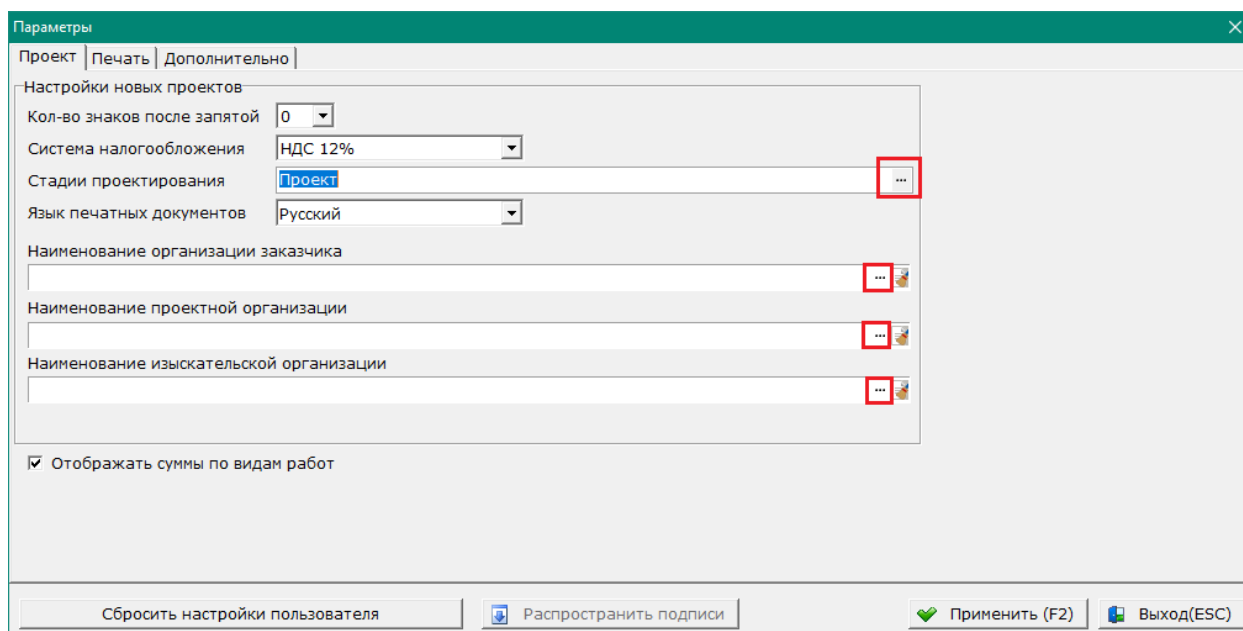 Параметры
Проект Печать Дополнительно
Настройки новых проектов
Кол-во знаков после запятой 0
Система налогообложения НДС 12%
Стадии проектирования Проект ...
Язык печатных документов Русский
Наименование организации заказчика
...
Наименование проектной организации
...
Наименование изыскательской организации
...
Отображать суммы по видам работ
Сбросить настройки пользователя Распространить подписи Применить (F2) Выход(ESC)